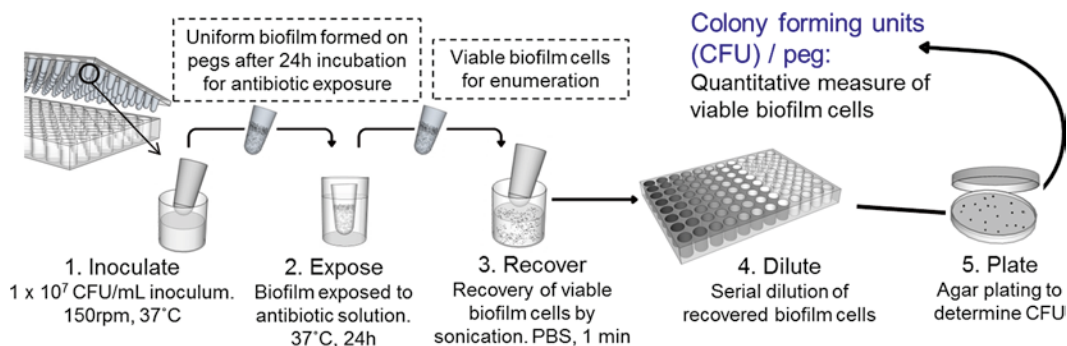 Uniform biofilm formed on
pegs after 24h incubation
for antibiotic exposure
Viable biofilm cells
for enumeration
Colony forming units
(CFU) / peg:
Quantitative measure of
viable biofilm cells
1. Inoculate
1 x 10⁷ CFU/mL inoculum.
150rpm, 37˚C
2. Expose
Biofilm exposed to
antibiotic solution.
37˚C, 24h
3. Recover
Recovery of viable
biofilm cells by
sonication. PBS, 1 min
4. Dilute
Serial dilution of
recovered biofilm cells
5. Plate
Agar plating to
determine CFU